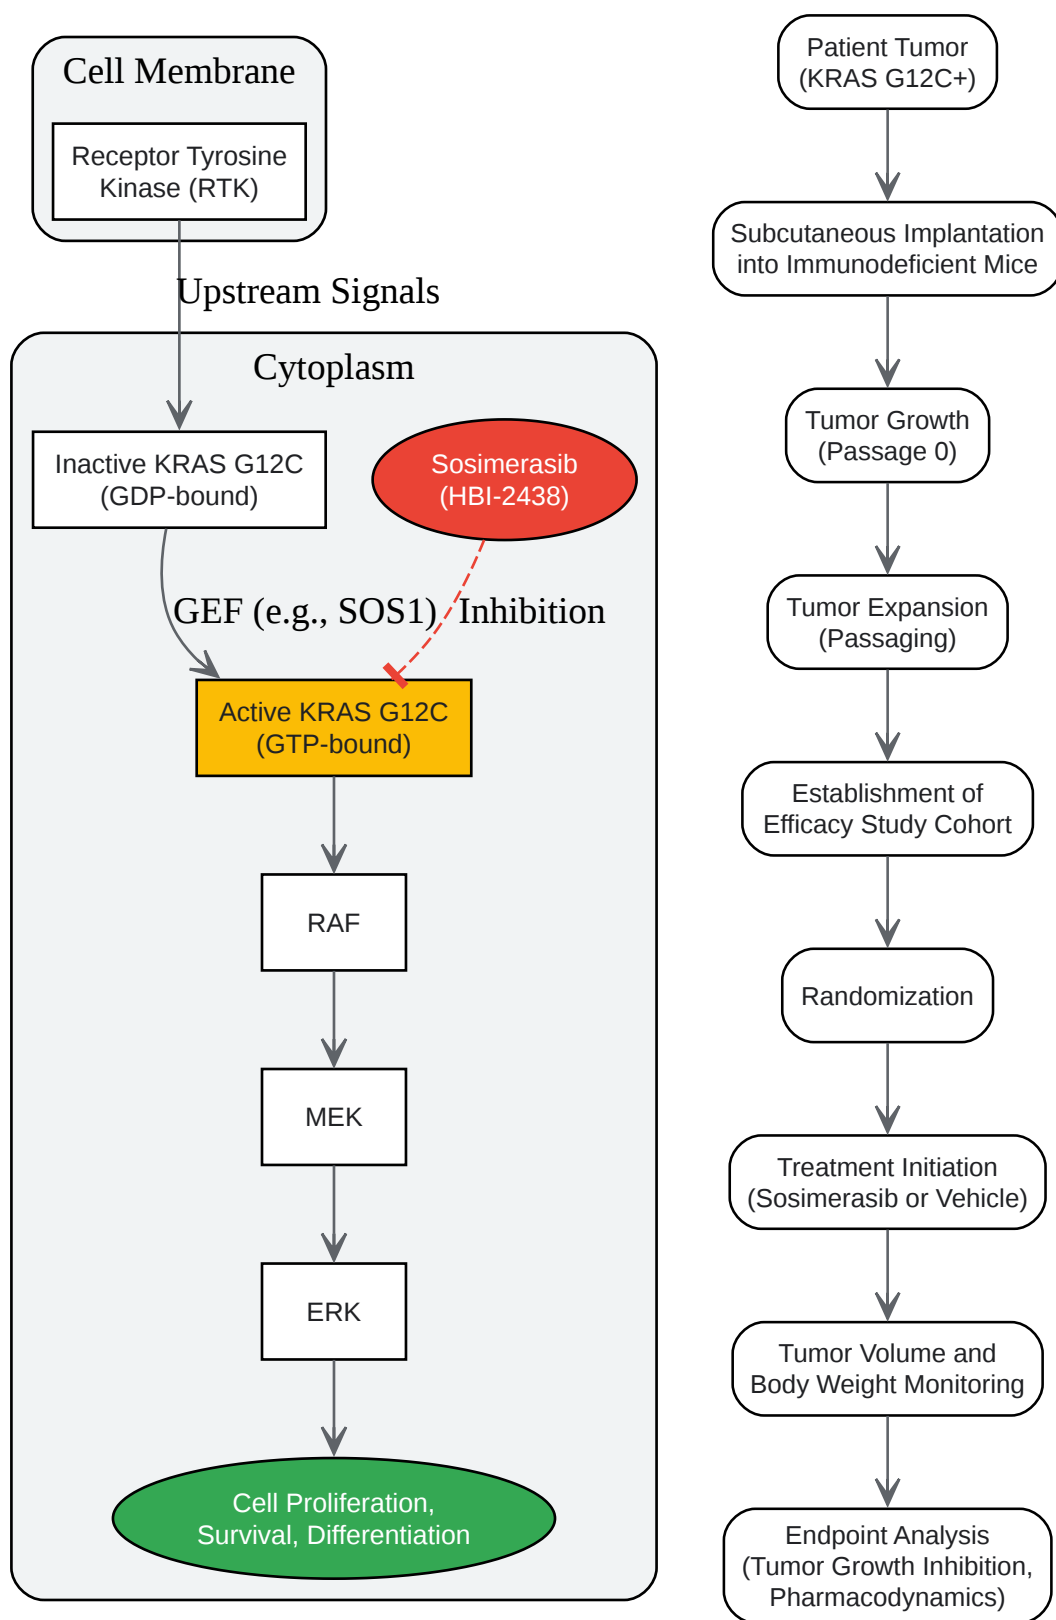 Cell Membrane
Receptor Tyrosine
Kinase (RTK)
Upstream Signals
Cytoplasm
Inactive KRAS G12C
(GDP-bound)
Sosimerasib
(HBI-2438)
GEF (e.g., SOS1)
Inhibition
Active KRAS G12C
(GTP-bound)
RAF
MEK
ERK
Cell Proliferation,
Survival, Differentiation
Patient Tumor
(KRAS G12C+)
Subcutaneous Implantation
into Immunodeficient Mice
Tumor Growth
(Passage 0)
Tumor Expansion
(Passaging)
Establishment of
Efficacy Study Cohort
Randomization
Treatment Initiation
(Sosimerasib or Vehicle)
Tumor Volume and
Body Weight Monitoring
Endpoint Analysis
(Tumor Growth Inhibition,
Pharmacodynamics)